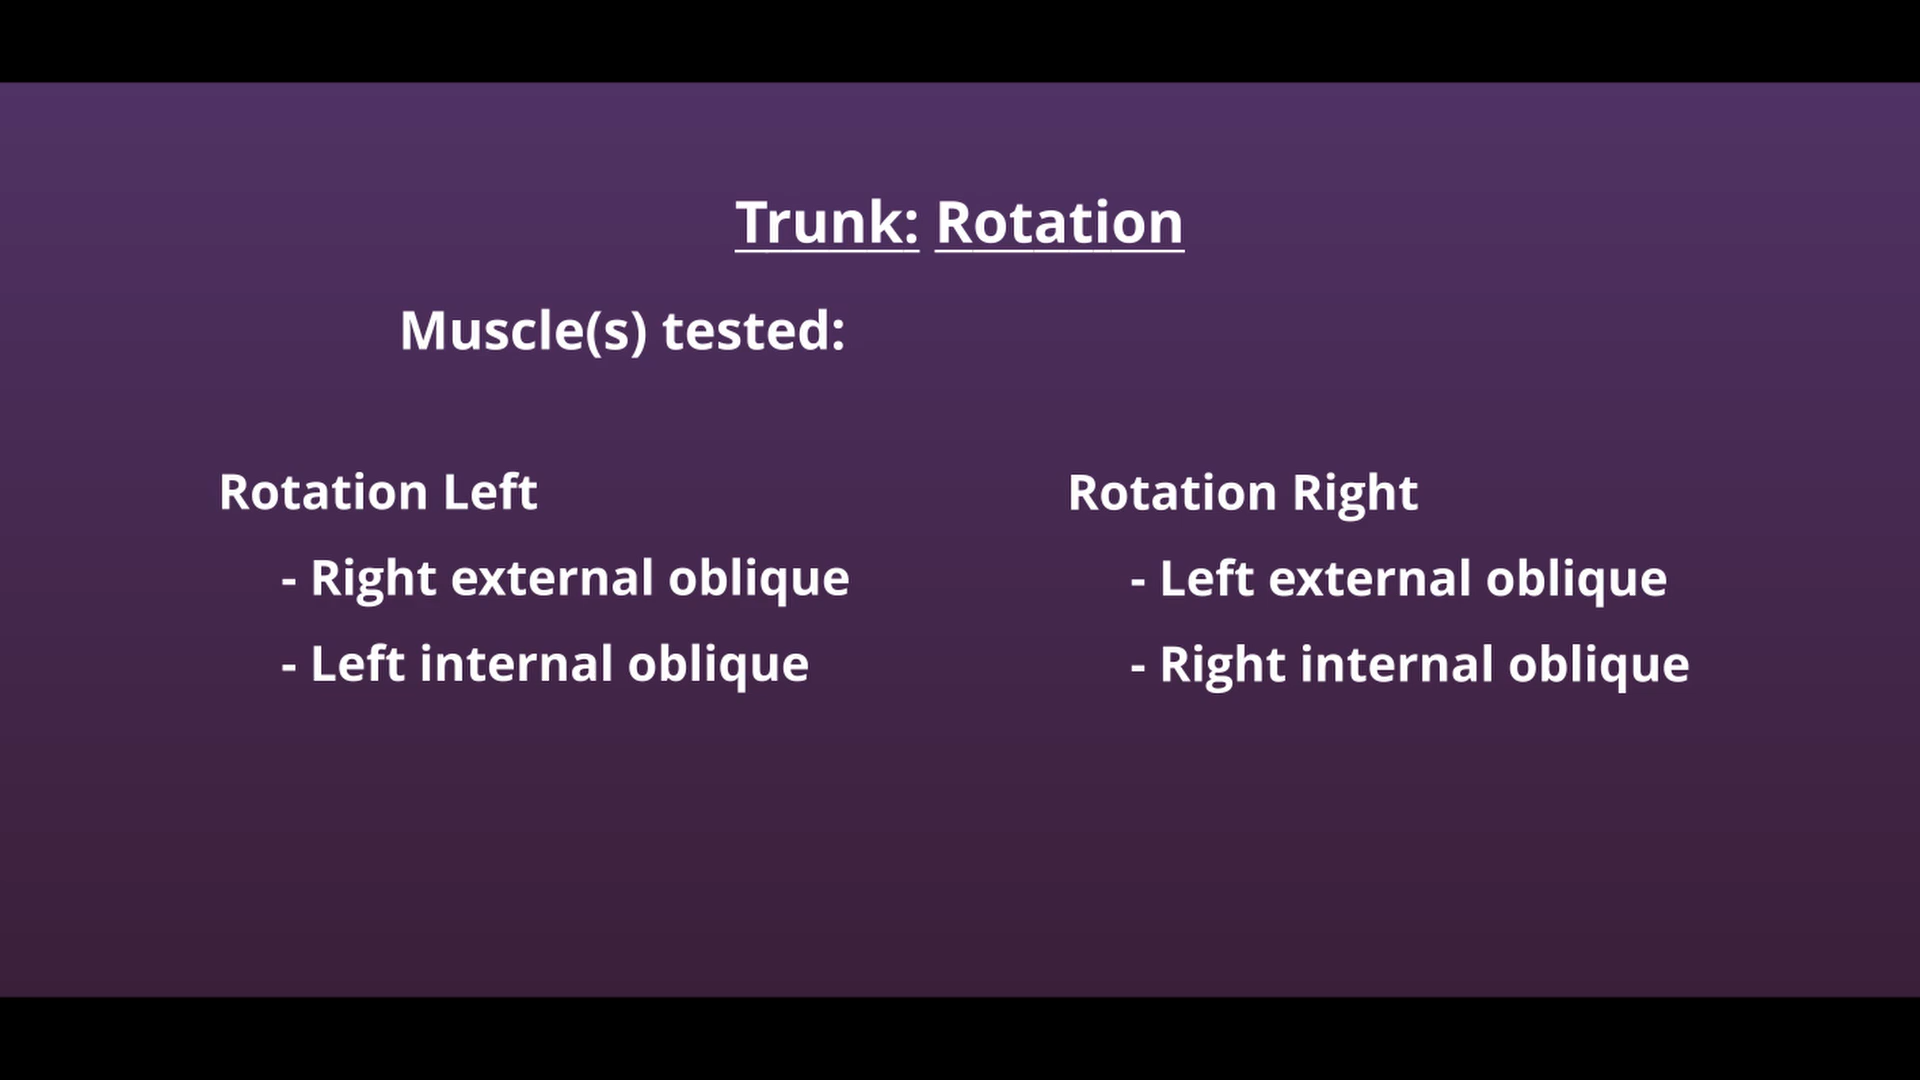 Trunk: Rotation
Muscle(s) tested:
Rotation Left
- Right external oblique
- Left internal oblique
Rotation Right
- Left external oblique
- Right internal oblique